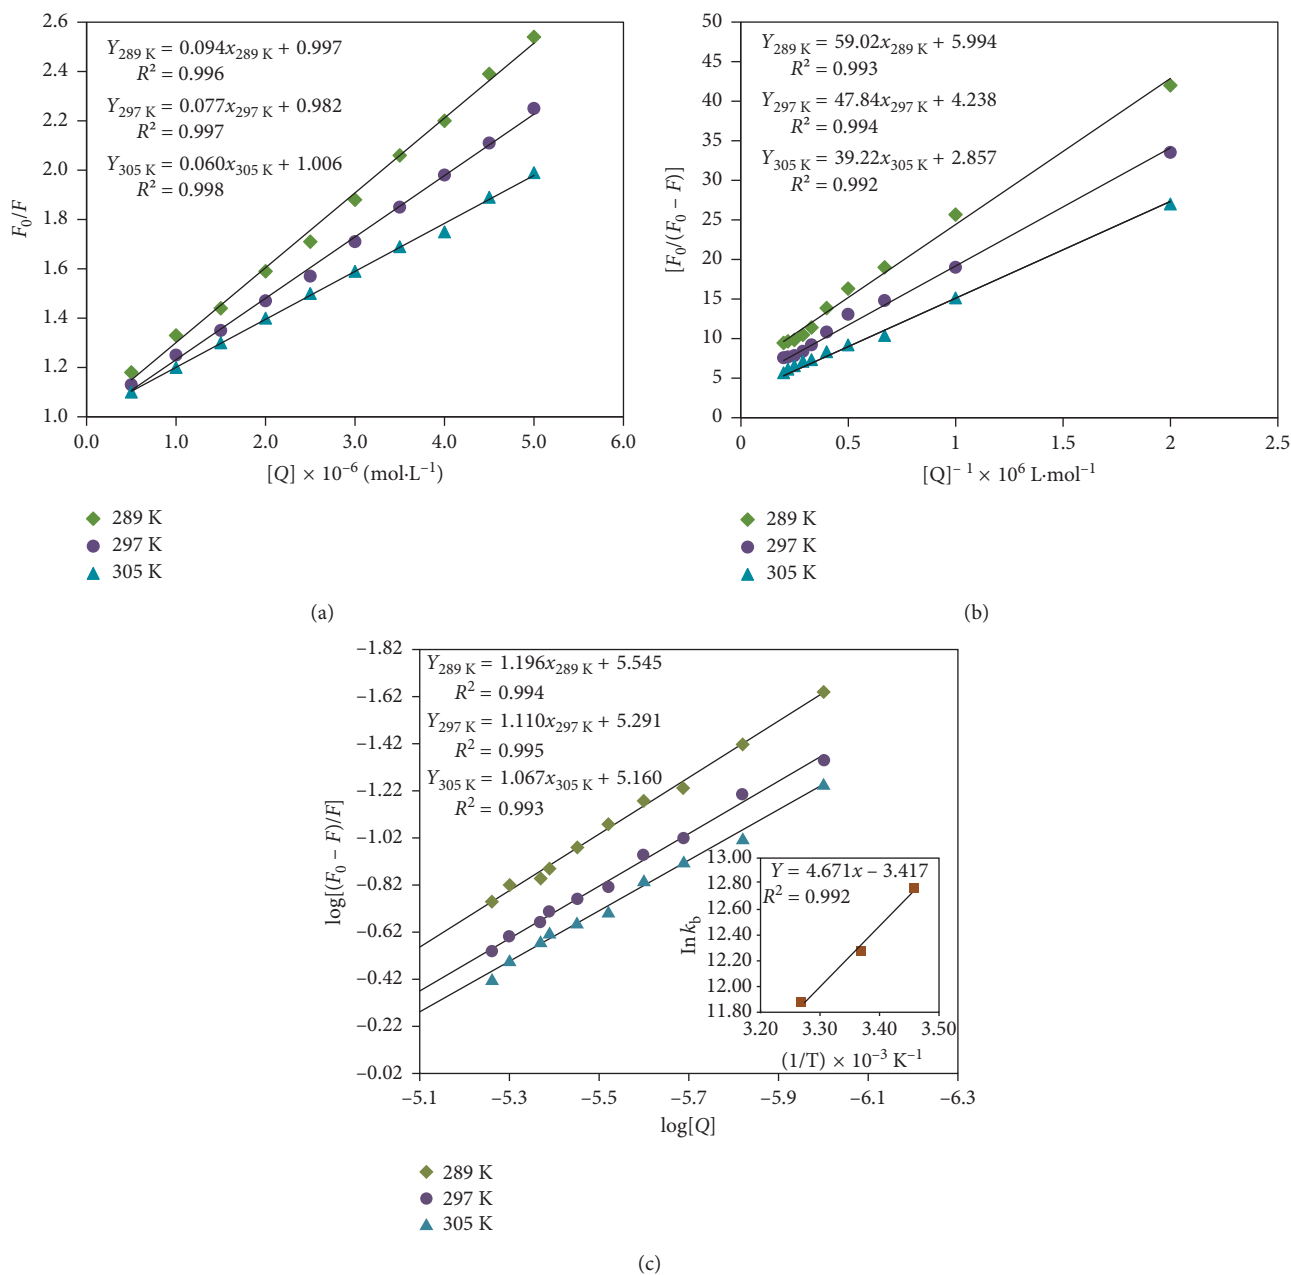 2.6
2.4
2.2
2.0
1.8
1.6
1.4
1.2
1.0
F₀/F
Y₂₈₉ K = 0.094x₂₈₉ K + 0.997
R² = 0.996
Y₂₉₇ K = 0.077x₂₉₇ K + 0.982
R² = 0.997
Y₃₀₅ K = 0.060x₃₀₅ K + 1.006
R² = 0.998
0.0 1.0 2.0 3.0 4.0 5.0 6.0
[Q] × 10⁻⁶ (mol·L⁻¹)
289 K
297 K
305 K
(a)
50
45
40
35
30
25
20
15
10
5
0
[F₀/(F₀ – F)]
Y₂₈₉ K = 59.02x₂₈₉ K + 5.994
R² = 0.993
Y₂₉₇ K = 47.84x₂₉₇ K + 4.238
R² = 0.994
Y₃₀₅ K = 39.22x₃₀₅ K + 2.857
R² = 0.992
0 0.5 1 1.5 2 2.5
[Q]⁻ ¹ × 10⁶ L·mol⁻¹
289 K
297 K
305 K
(b)
–1.82
–1.62
–1.42
–1.22
–1.02
–0.82
–0.62
–0.42
–0.22
–0.02
log[(F₀ – F)/F]
Y₂₈₉ K = 1.196x₂₈₉ K + 5.545
R² = 0.994
Y₂₉₇ K = 1.110x₂₉₇ K + 5.291
R² = 0.995
Y₃₀₅ K = 1.067x₃₀₅ K + 5.160
R² = 0.993
13.00
12.80
12.60
12.40
12.20
12.00
11.80
In k_b
Y = 4.671x – 3.417
R² = 0.992
3.20 3.30 3.40 3.50
(1/T) × 10⁻³ K⁻¹
–5.1 –5.3 –5.5 –5.7 –5.9 –6.1 –6.3
log[Q]
289 K
297 K
305 K
(c)